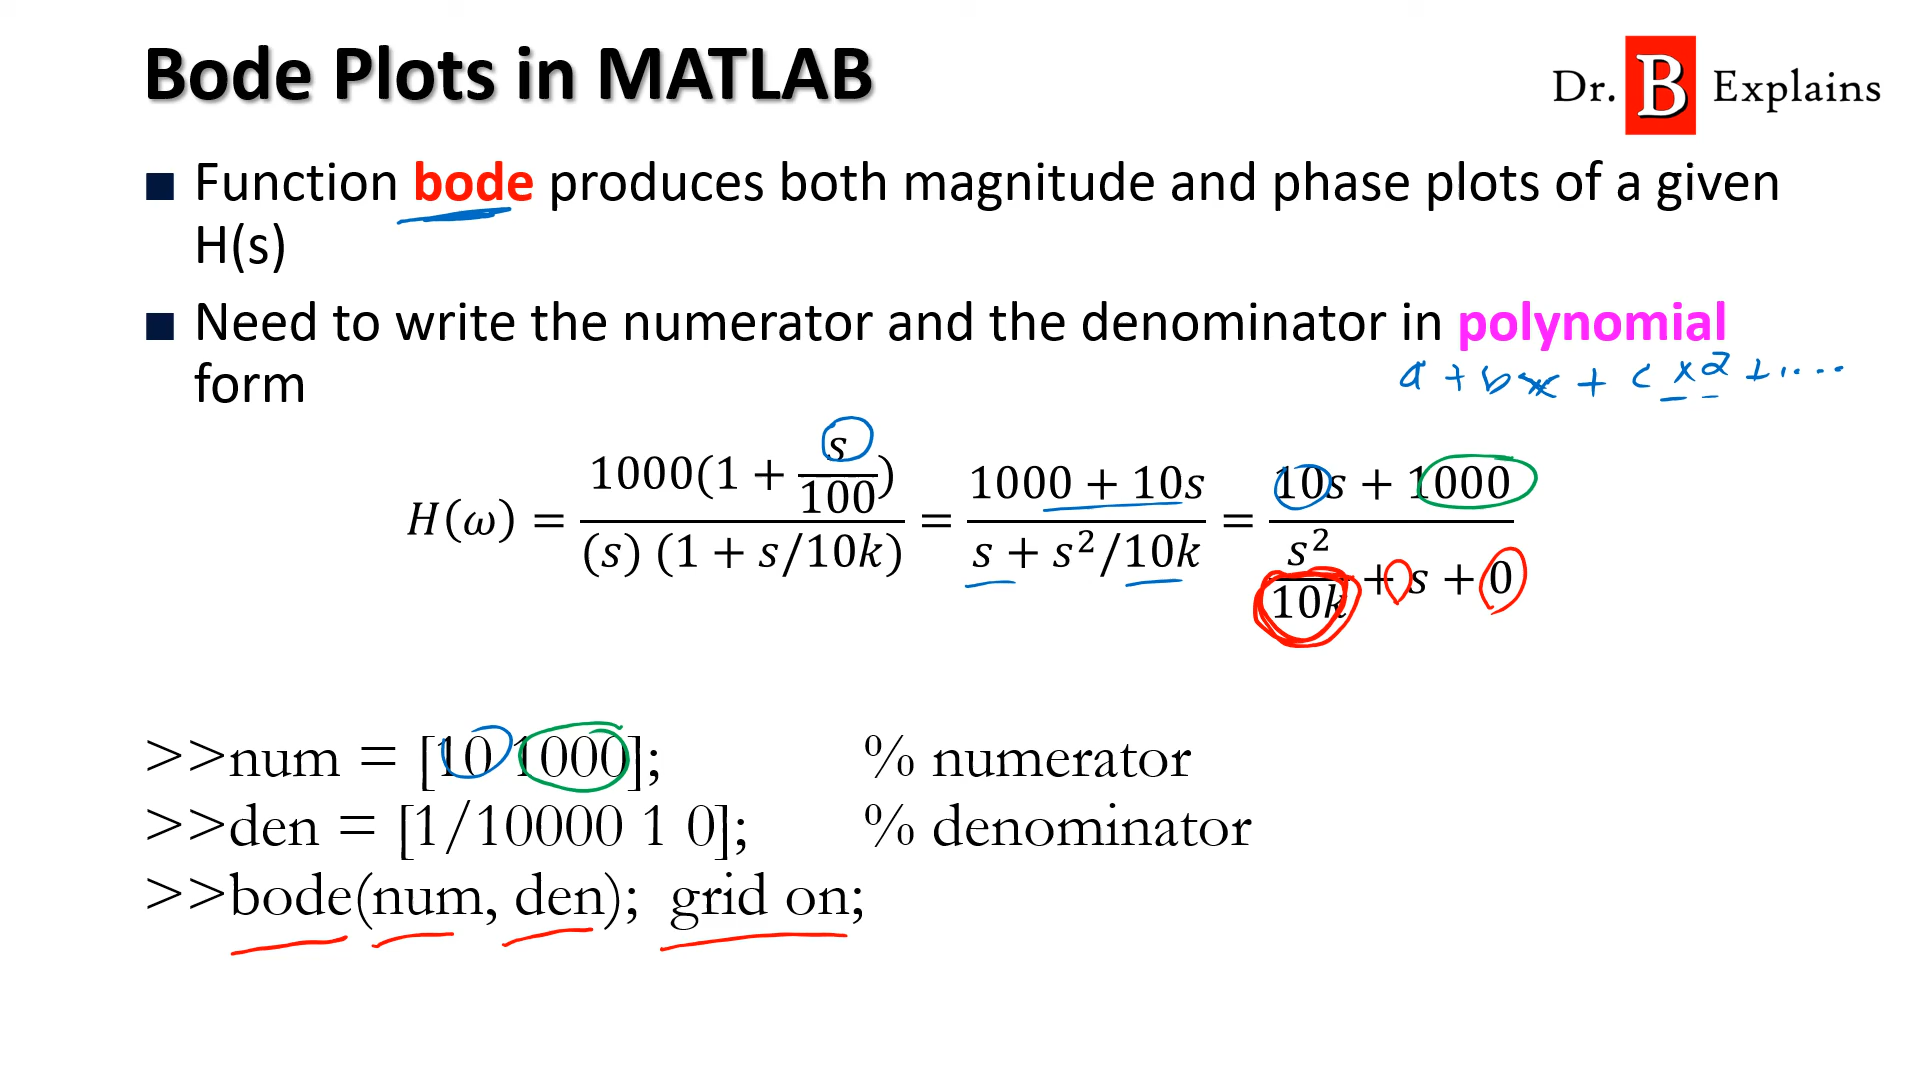 Bode Plots in MATLAB
Dr. B Explains
■ Function bode produces both magnitude and phase plots of a given
H(s)
■ Need to write the numerator and the denominator in polynomial
form
a + bx + cx² + ....
H(ω) = 1000(1 + s/100) / (s) (1 + s/10k) = 1000 + 10s / s + s²/10k = 10s + 1000 / s²/10k + s + 0
>>num = [10 1000]; % numerator
>>den = [1/10000 1 0]; % denominator
>>bode(num, den); grid on;